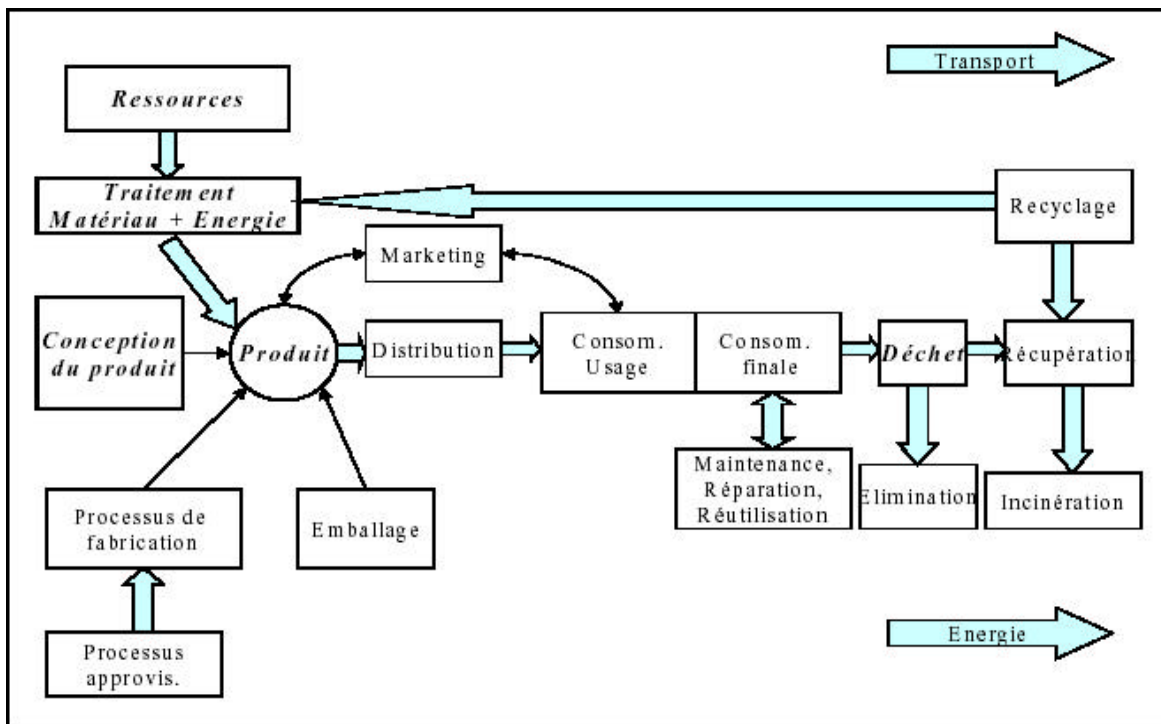 Transport
Ressources
Traitement
Matériau + Energie
Recyclage
Marketing
Conception
du produit
Produit
Distribution
Consom.
Usage
Consom.
finale
Déchet
Récupération
Maintenance,
Réparation,
Réutilisation
Elimination
Incinération
Processus de
fabrication
Emballage
Energie
Processus
approvis.